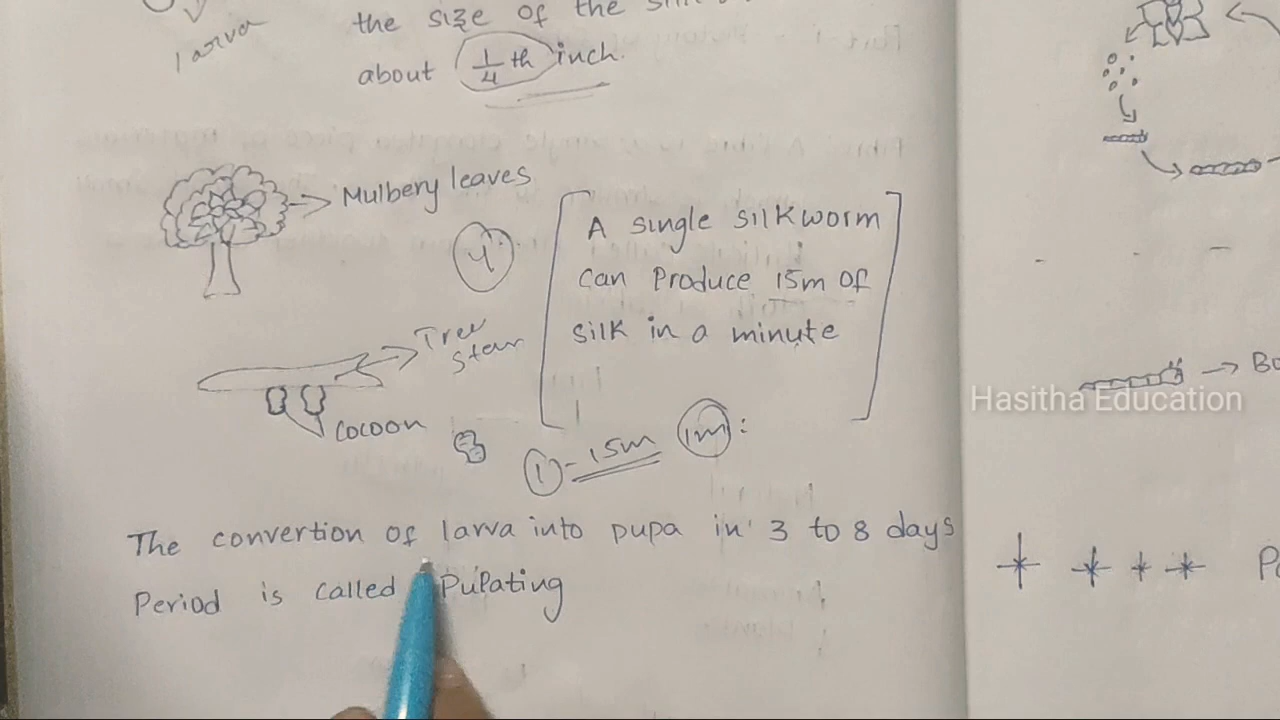 the size of the
larva
about 1/4 th inch.
Mulbery leaves
4
A single silkworm
can produce 15m of
silk in a minute
Tree
stem
Cocoon
1 - 15m 1m :
The convertion of larva into pupa in 3 to 8 days
Period is called Pupating
Hasitha Education